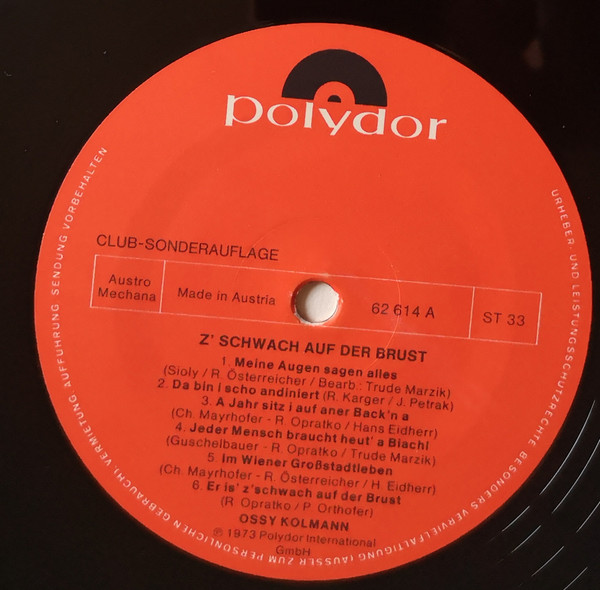 polydor
CLUB-SONDERAUFLAGE
Austro
Mechana
Made in Austria
62 614 A
ST 33
Z' SCHWACH AUF DER BRUST
1. Meine Augen sagen alles
(Sioly / R. Österreicher / Bearb.: Trude Marzik)
2. Da bin i scho andiniert (R. Karger / J. Petrak)
3. A Jahr sitz i auf aner Back'n a
(Ch. Mayrhofer - R. Opratko / Hans Eidherr)
4. Jeder Mensch braucht heut' a Biachl
(Guschelbauer - R. Opratko / Trude Marzik)
5. Im Wiener Großstadtleben
(Ch. Mayrhofer - R. Österreicher / H. Eidherr)
6. Er is' z'schwach auf der Brust
(R. Opratko / P. Orthofer)
OSSY KOLMANN
℗ 1973 Polydor International
GmbH
URHEBER- UND LEISTUNGSSCHUTZRECHTE BESONDERS VERVIELFÄLTIGUNG (AUSSER ZUM PERSÖNLICHEN GEBRAUCH), VERMIETUNG AUFFÜHRUNG SENDUNG VORBEHALTEN